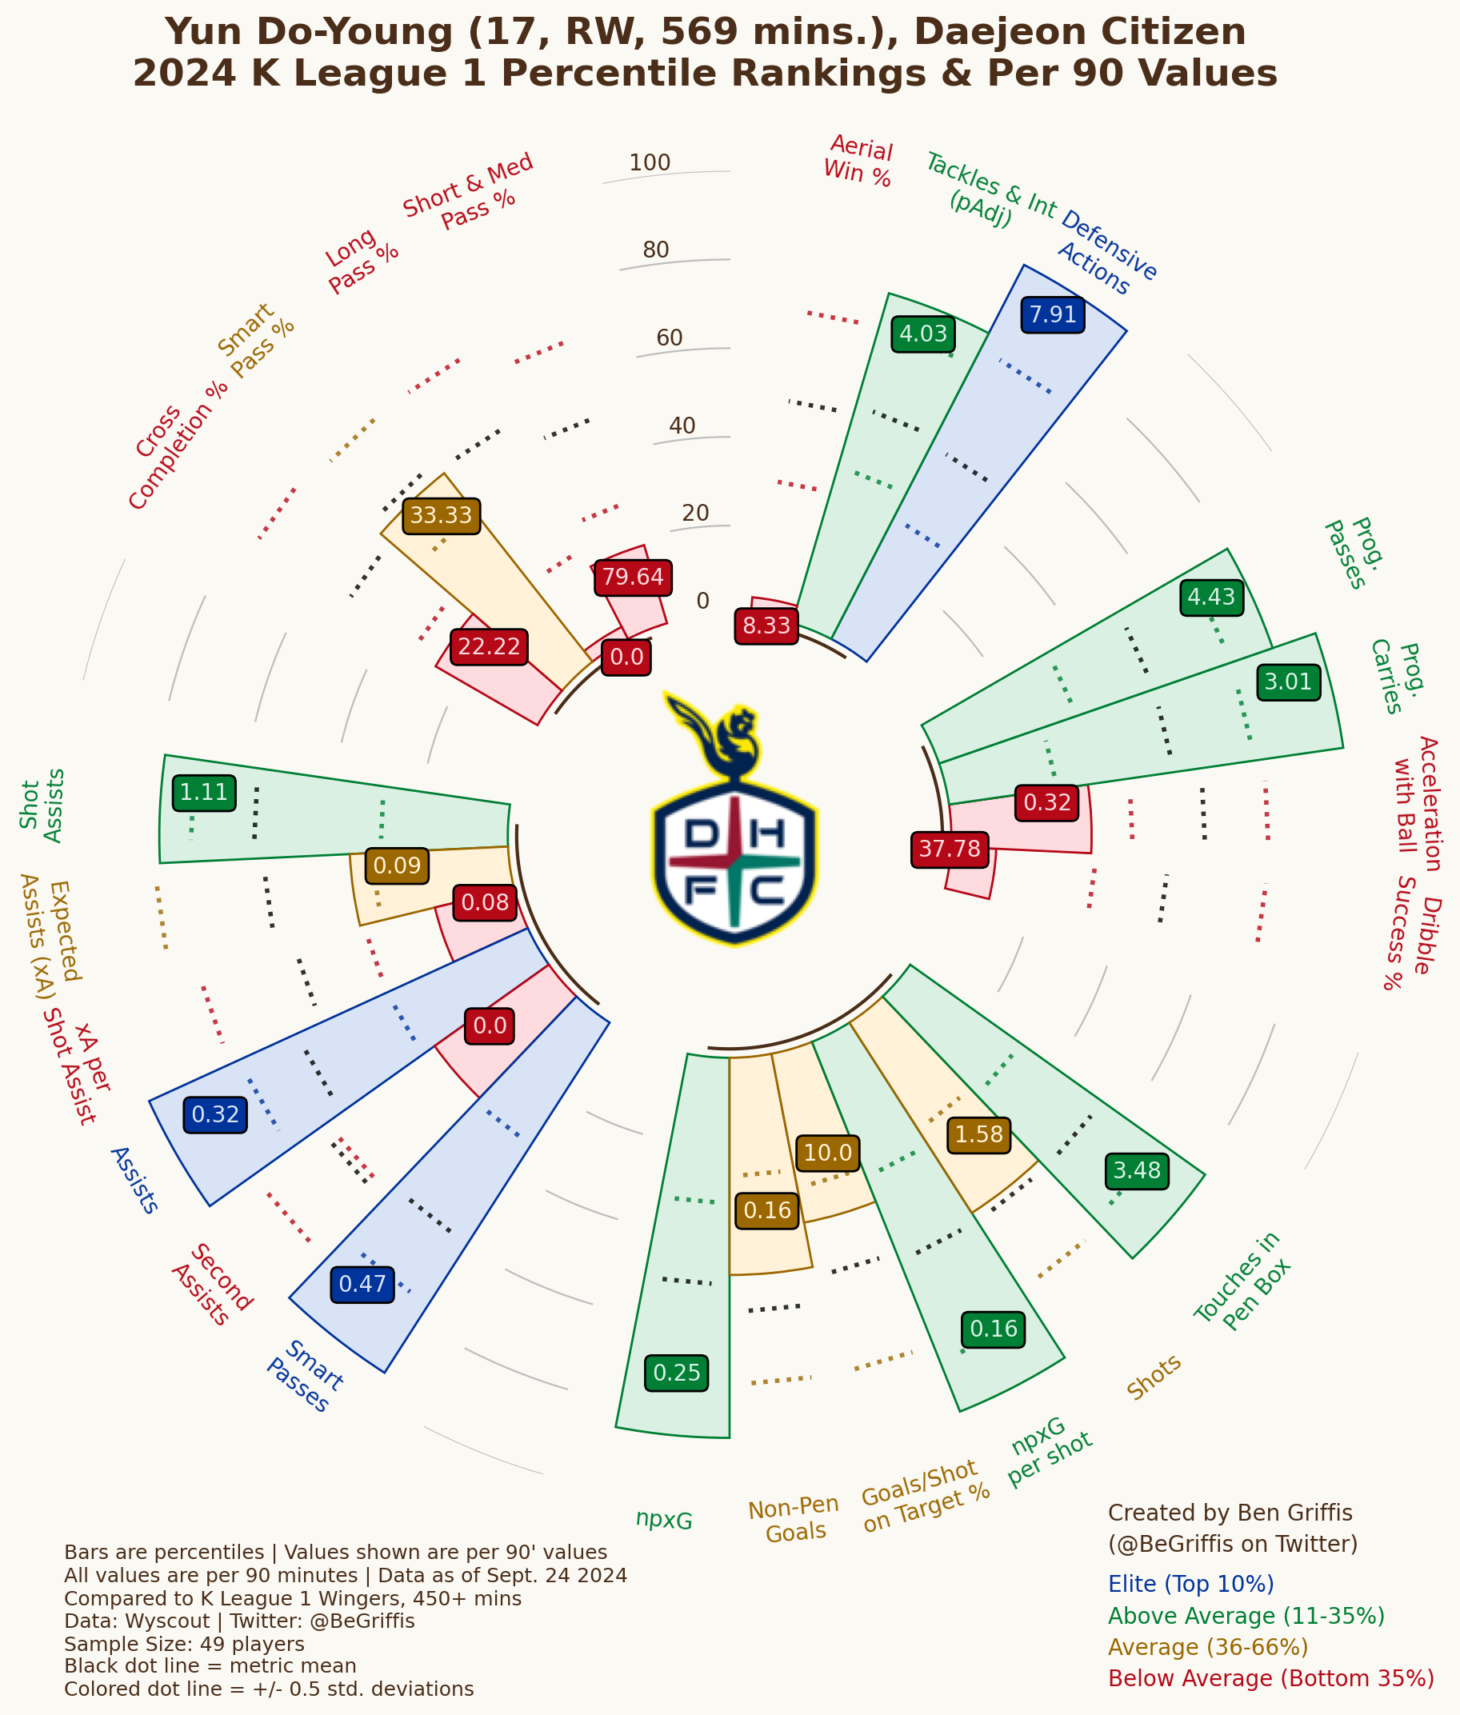 Yun Do-Young (17, RW, 569 mins.), Daejeon Citizen
2024 K League 1 Percentile Rankings & Per 90 Values
100
80
60
40
20
0
Aerial
Win %
8.33
Tackles & Int
(pAdj)
4.03
Defensive
Actions
7.91
Prog.
Passes
4.43
Prog.
Carries
3.01
Acceleration
with Ball
0.32
Dribble
Success %
37.78
Touches in
Pen Box
3.48
Shots
1.58
npxG
per shot
0.16
Goals/Shot
on Target %
10.0
Non-Pen
Goals
0.16
npxG
0.25
Smart
Passes
0.47
Second
Assists
0.0
Assists
0.32
xA per
Shot Assist
0.08
Expected
Assists (xA)
0.09
Shot
Assists
1.11
Cross
Completion %
22.22
Smart
Pass %
33.33
Long
Pass %
0.0
Short & Med
Pass %
79.64
D H
F C
Bars are percentiles | Values shown are per 90' values
All values are per 90 minutes | Data as of Sept. 24 2024
Compared to K League 1 Wingers, 450+ mins
Data: Wyscout | Twitter: @BeGriffis
Sample Size: 49 players
Black dot line = metric mean
Colored dot line = +/- 0.5 std. deviations
Created by Ben Griffis
(@BeGriffis on Twitter)
Elite (Top 10%)
Above Average (11-35%)
Average (36-66%)
Below Average (Bottom 35%)